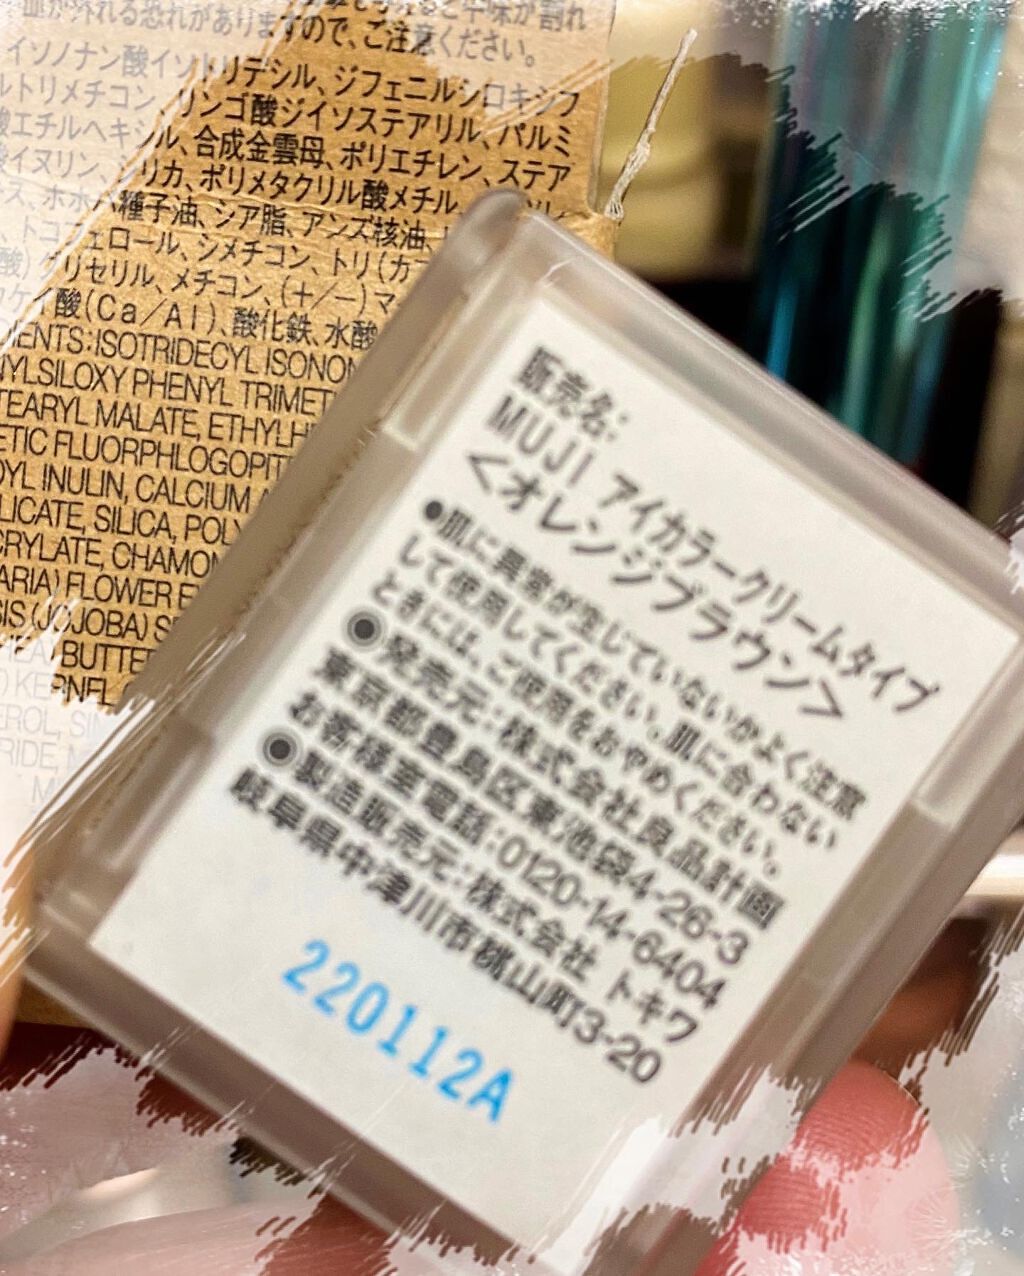 外れる恐れがありますので、ご注意ください。
イソノナン酸イソトリデシル、ジフェニルシロキシフ
ルトリメチコン、リンゴ酸ジイソステアリル、パルミ
酸エチルヘキシル、合成金雲母、ポリエチレン、ステア
イヌリン、シリカ、ポリメタクリル酸メチル、
種子油、シア脂、アンズ核油、
トコフェロール、シメチコン、トリ(カ
酸)グリセリル、メチコン、(+/-)マ
ケイ酸(Ca/Al)、酸化鉄、水酸
DIENTS:ISOTRIDECYL ISONON
NYLSILOXY PHENYL TRIMET
TEARYL MALATE, ETHYLH
ETIC FLUORPHLOGOPIT
OYL INULIN, CALCIUM A
LICATE, SILICA, POLY
CRYLATE, CHAMOM
ARIA) FLOWER E
SIS (JOJOBA) S
BUTTE
販売名:
MUJI アイカラークリームタイプ
<オレンジブラウン>
●肌に異常が生じていないかよく注意
して使用してください。肌に合わない
ときには、ご使用をおやめください。
◉発売元:株式会社良品計画
東京都豊島区東池袋4-26-3
お客様室電話:0120-14-6404
◉製造販売元:株式会社 トキワ
岐阜県中津川市桃山町3-20
220112A